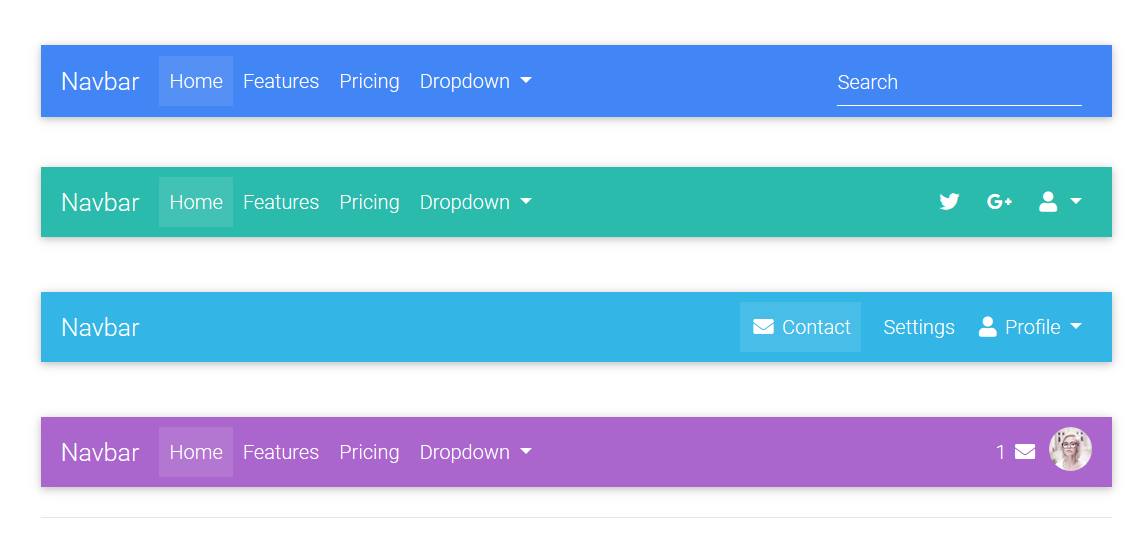 Navbar Home Features Pricing Dropdown Search
Navbar Home Features Pricing Dropdown G+
Navbar Contact Settings Profile
Navbar Home Features Pricing Dropdown 1